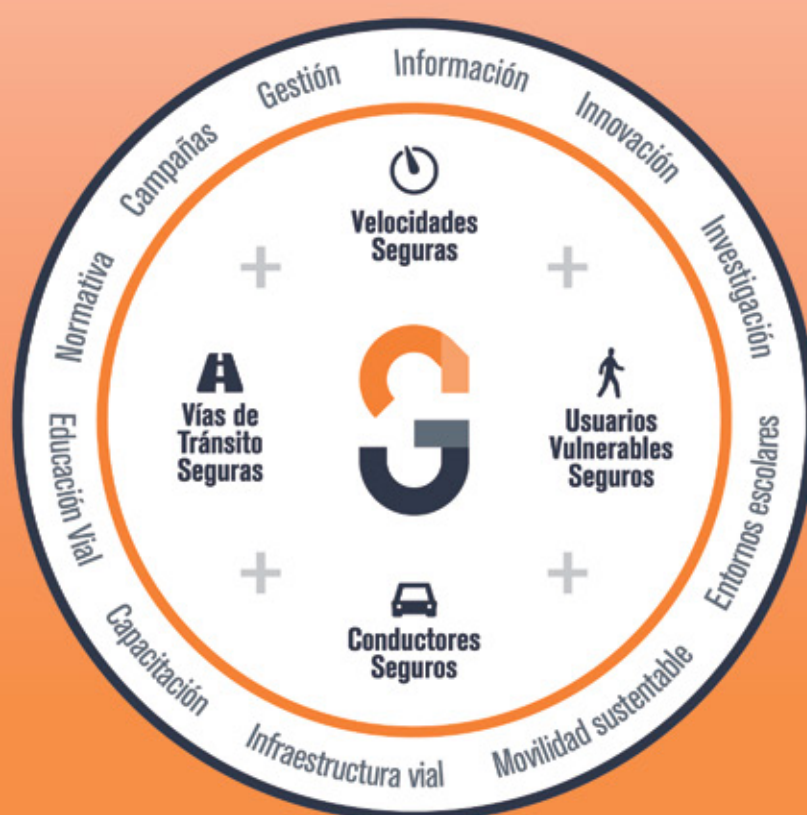 Información
Innovación
Investigación
Entornos escolares
Movilidad sustentable
Infraestructura vial
Capacitación
Educación Vial
Normativa
Campañas
Gestión
Velocidades
Seguras
Usuarios
Vulnerables
Seguros
Conductores
Seguros
Vías de
Tránsito
Seguras